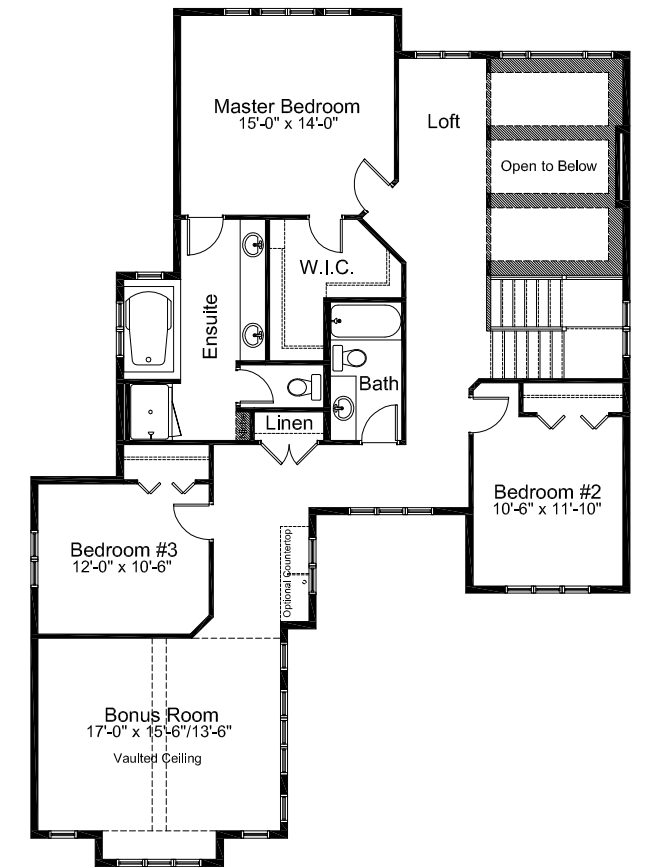 Master Bedroom
15'-0" x 14'-0"
Loft
Open to Below
W.I.C.
Ensuite
Bath
Linen
Bedroom #2
10'-6" x 11'-10"
Bedroom #3
12'-0" x 10'-6"
Optional Countertop
Bonus Room
17'-0" x 15'-6"/13'-6"
Vaulted Ceiling